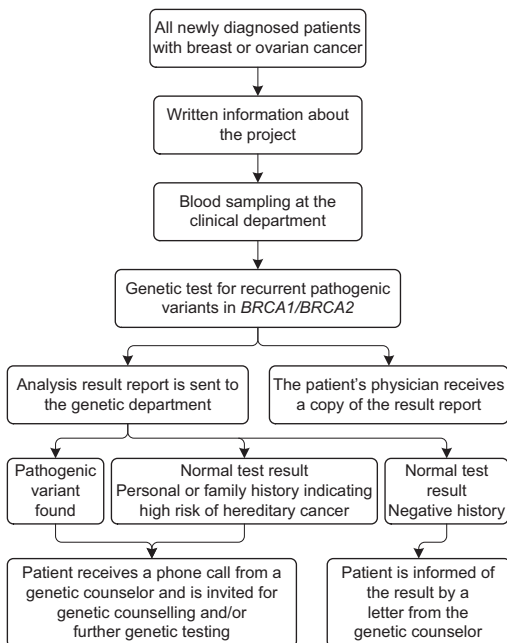 All newly diagnosed patients
with breast or ovarian cancer
Written information about
the project
Blood sampling at the
clinical department
Genetic test for recurrent pathogenic
variants in BRCA1/BRCA2
Analysis result report is sent to
the genetic department
The patient's physician receives
a copy of the result report
Pathogenic
variant
found
Normal test result
Personal or family history indicating
high risk of hereditary cancer
Normal test
result
Negative history
Patient receives a phone call from a
genetic counselor and is invited for
genetic counselling and/or
further genetic testing
Patient is informed of
the result by a
letter from the
genetic counselor